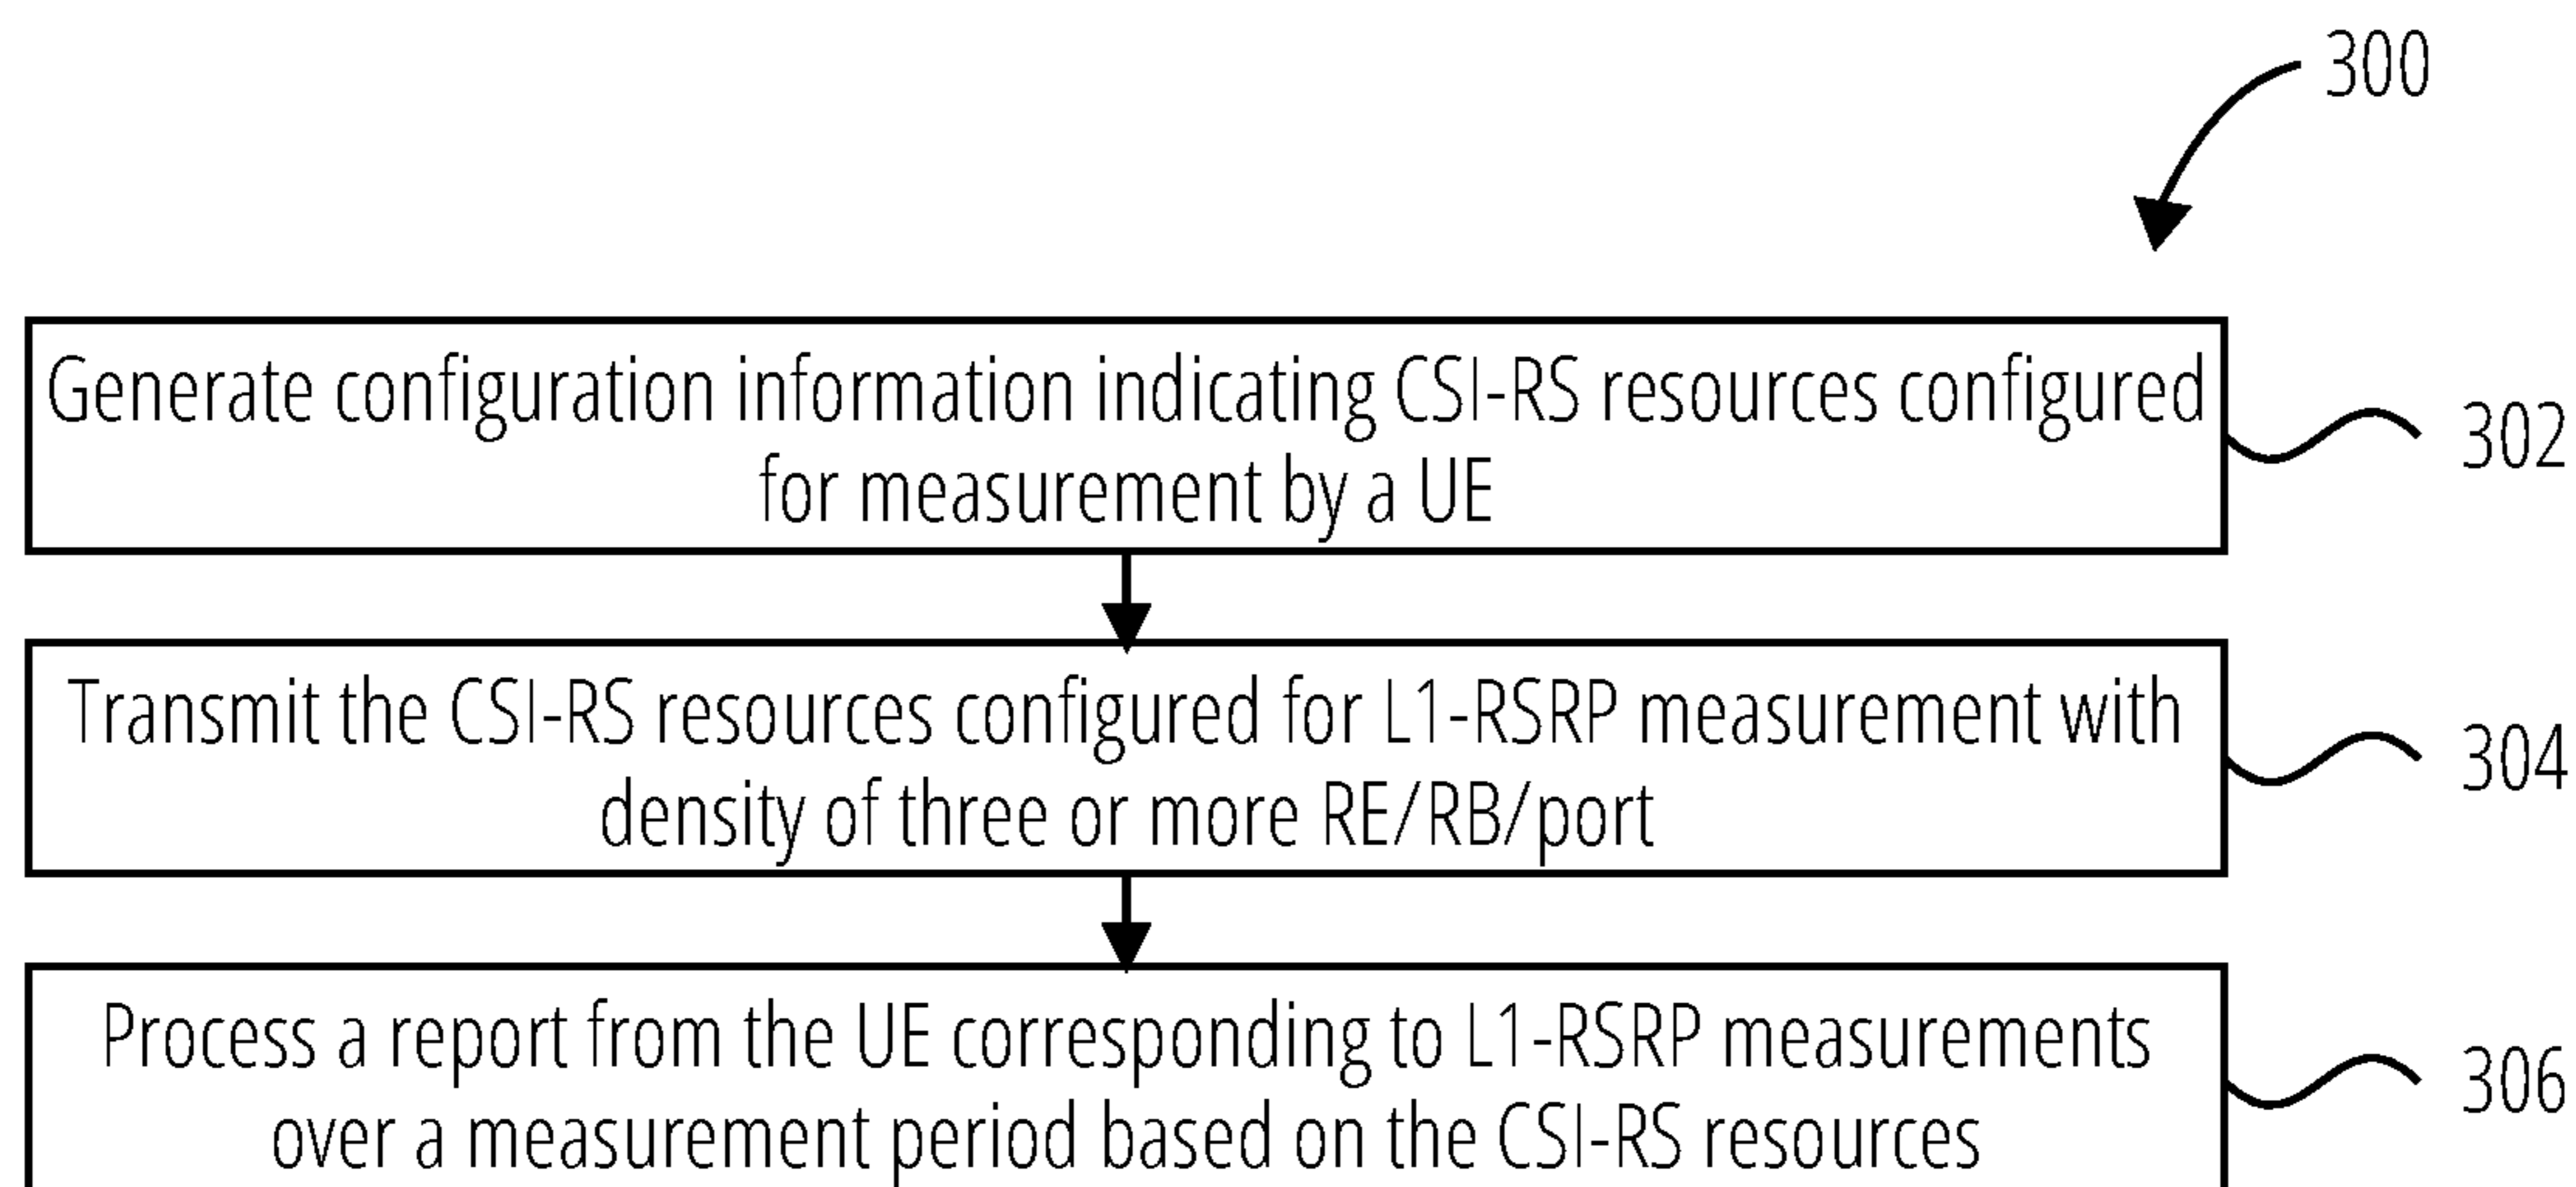 300
Generate configuration information indicating CSI-RS resources configured
for measurement by a UE
302
Transmit the CSI-RS resources configured for L1-RSRP measurement with
density of three or more RE/RB/port
304
Process a report from the UE corresponding to L1-RSRP measurements
over a measurement period based on the CSI-RS resources
306